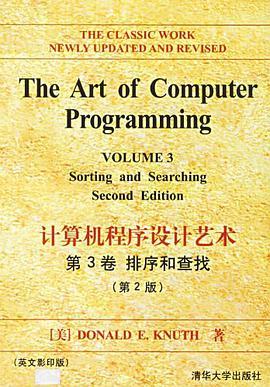 THE CLASSIC WORK
NEWLY UPDATED AND REVISED
The Art of Computer
Programming
VOLUME 3
Sorting and Searching
Second Edition
计算机程序设计艺术
第3卷 排序和查找
(第2版)
[美] DONALD E. KNUTH 著
(英文影印版)
清华大学出版社